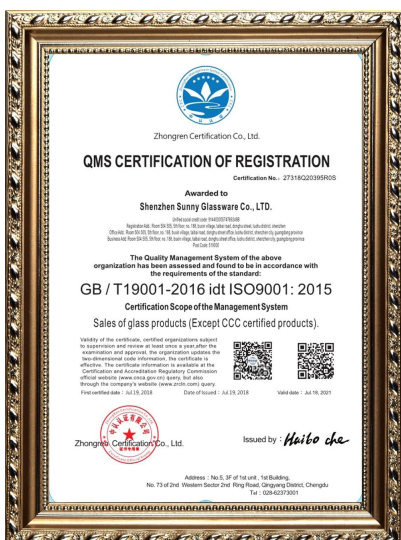 Zhongren Certification Co., Ltd.
QMS CERTIFICATION OF REGISTRATION
Certification No.: 27318Q20395R0S
Awarded to
Shenzhen Sunny Glassware Co., LTD.
The Quality Management System of the above
organization has been assessed and found to be in accordance with
the requirements of the standard:
GB / T19001-2016 idt ISO9001: 2015
Certification Scope of the Management System
Sales of glass products (Except CCC certified products).
Validity of the certificate, certified organizations subject
to supervision and review at least once a year,after the
examination and approval, the organization updates the
two-dimensional code information, the certificate is
effective. The certificate information is available at the
Certification and Accreditation Regulatory Commission
official website (www.cnca.gov.cn) query, but also
through the company's website (www.zrclo.com) query.
First certified date : Jul.19, 2018
Date of Issued : Jul.19, 2018
Valid date : Jul.18, 2021
Zhongren Certification Co., Ltd.
Issued by : Haibo che
Address : No.5, 3F of 1st unit , 1st Building,
No. 73 of 2nd Western Sector 2nd Ring Road, Qingyang District, Chengdu
Tel : 028-62373001